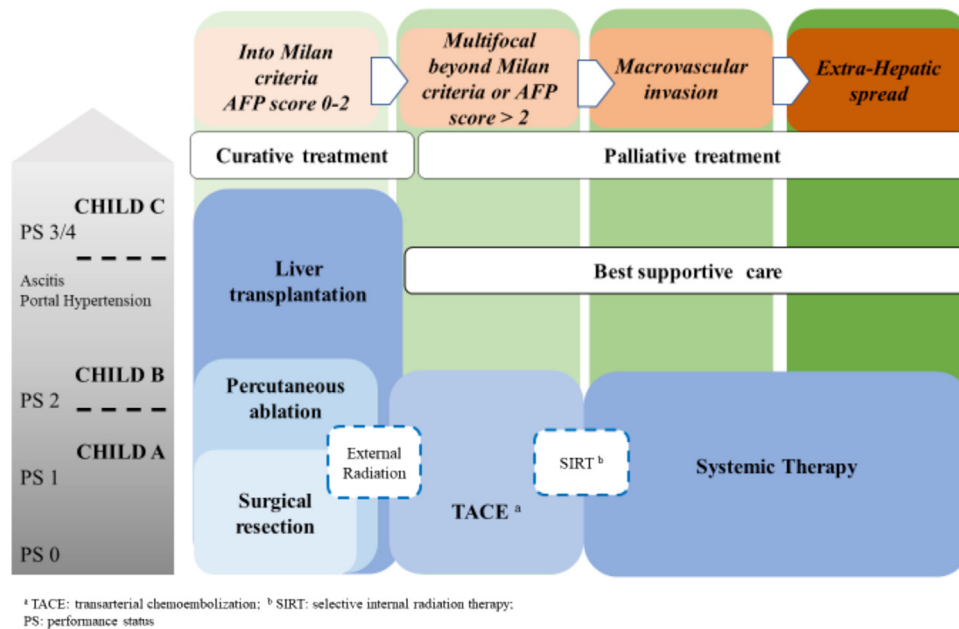 Into Milan
criteria
AFP score 0-2
Multifocal
beyond Milan
criteria or AFP
score > 2
Macrovascular
invasion
Extra-Hepatic
spread
Curative treatment
Palliative treatment
CHILD C
PS 3/4
Ascitis
Portal Hypertension
CHILD B
PS 2
CHILD A
PS 1
PS 0
Liver
transplantation
Best supportive care
Percutaneous
ablation
External
Radiation
Surgical
resection
TACE ᵃ
SIRT ᵇ
Systemic Therapy
ᵃ TACE: transarterial chemoembolization; ᵇ SIRT: selective internal radiation therapy;
PS: performance status